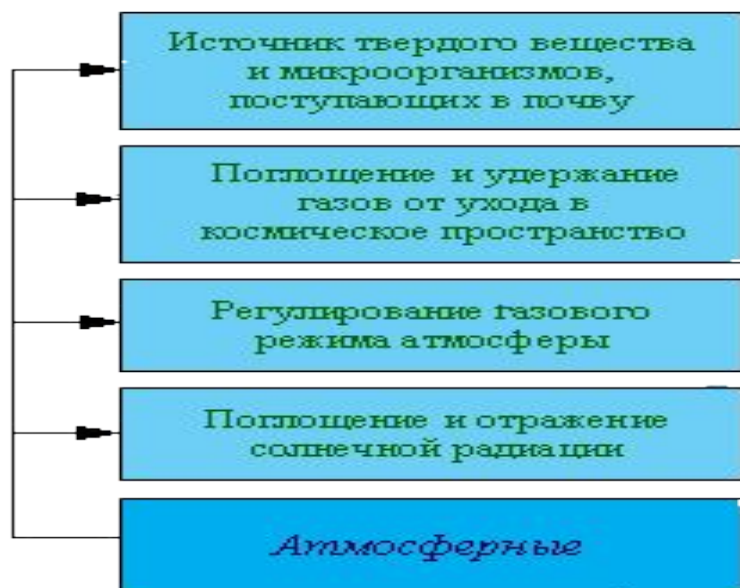 Источник твердого вещества
и микроорганизмов,
поступающих в почву
Поглощение и удержание
газов от ухода в
космическое пространство
Регулирование газового
режима атмосферы
Поглощение и отражение
солнечной радиации
Атмосферные